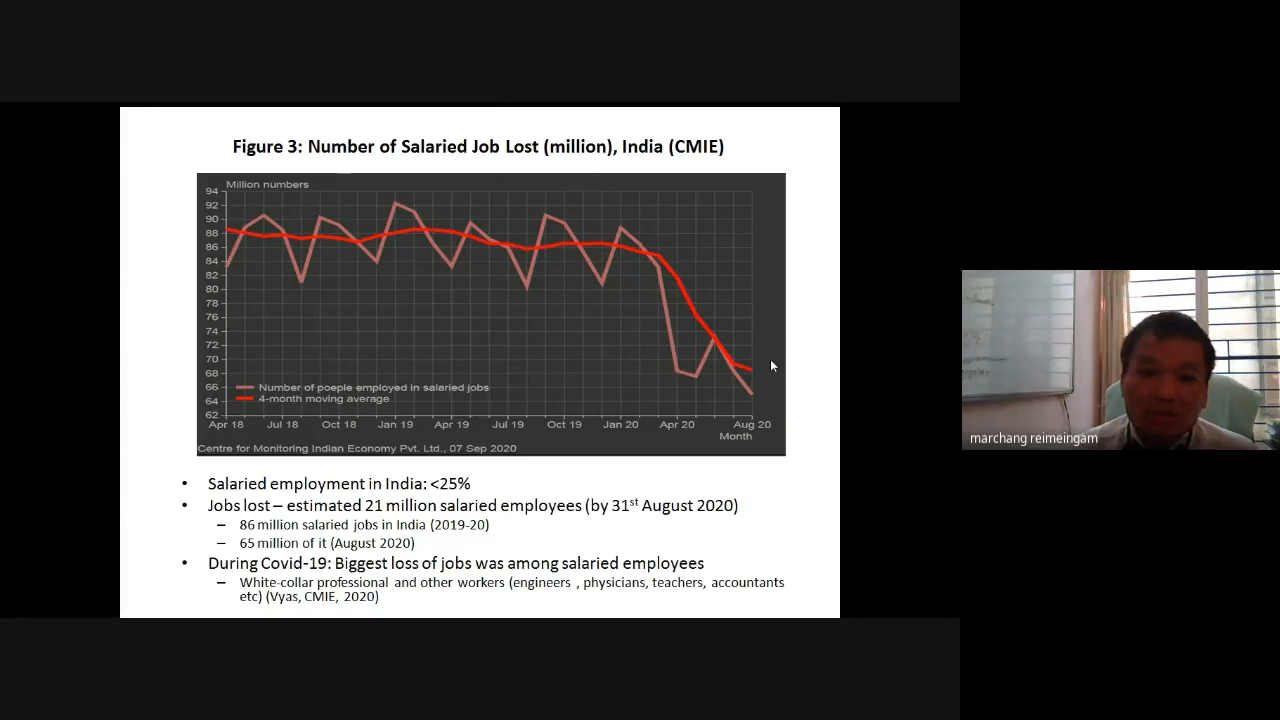 Figure 3: Number of Salaried Job Lost (million), India (CMIE)
Million numbers
94
92
90
88
86
84
82
80
78
76
74
72
70
68
66
64
62
Number of poeple employed in salaried jobs
4-month moving average
Apr 18 Jul 18 Oct 18 Jan 19 Apr 19 Jul 19 Oct 19 Jan 20 Apr 20 Aug 20
Month
Centre for Monitoring Indian Economy Pvt. Ltd., 07 Sep 2020
• Salaried employment in India: <25%
• Jobs lost – estimated 21 million salaried employees (by 31st August 2020)
– 86 million salaried jobs in India (2019-20)
– 65 million of it (August 2020)
• During Covid-19: Biggest loss of jobs was among salaried employees
– White-collar professional and other workers (engineers , physicians, teachers, accountants
etc) (Vyas, CMIE, 2020)
marchang reimeingam